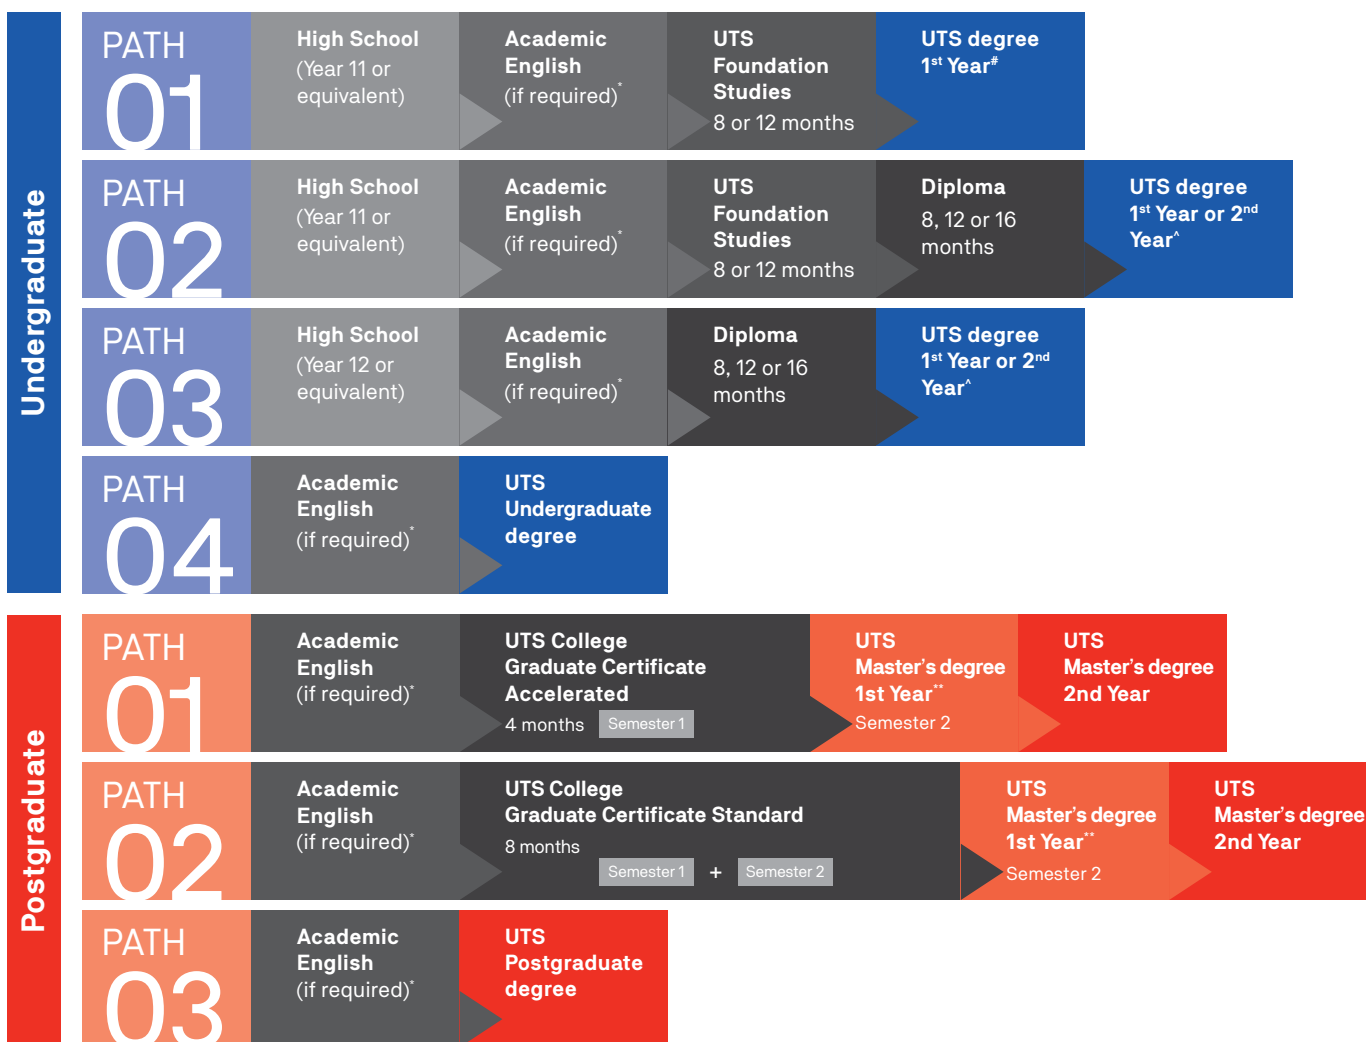 Undergraduate
PATH
01
High School
(Year 11 or
equivalent)
Academic
English
(if required)*
UTS
Foundation
Studies
8 or 12 months
UTS degree
1st Year#
PATH
02
High School
(Year 11 or
equivalent)
Academic
English
(if required)*
UTS
Foundation
Studies
8 or 12 months
Diploma
8, 12 or 16
months
UTS degree
1st Year or 2nd
Year^
PATH
03
High School
(Year 12 or
equivalent)
Academic
English
(if required)*
Diploma
8, 12 or 16
months
UTS degree
1st Year or 2nd
Year^
PATH
04
Academic
English
(if required)*
UTS
Undergraduate
degree
Postgraduate
PATH
01
Academic
English
(if required)*
UTS College
Graduate Certificate
Accelerated
4 months Semester 1
UTS
Master's degree
1st Year**
Semester 2
UTS
Master's degree
2nd Year
PATH
02
Academic
English
(if required)*
UTS College
Graduate Certificate Standard
8 months
Semester 1 + Semester 2
UTS
Master's degree
1st Year**
Semester 2
UTS
Master's degree
2nd Year
PATH
03
Academic
English
(if required)*
UTS
Postgraduate
degree